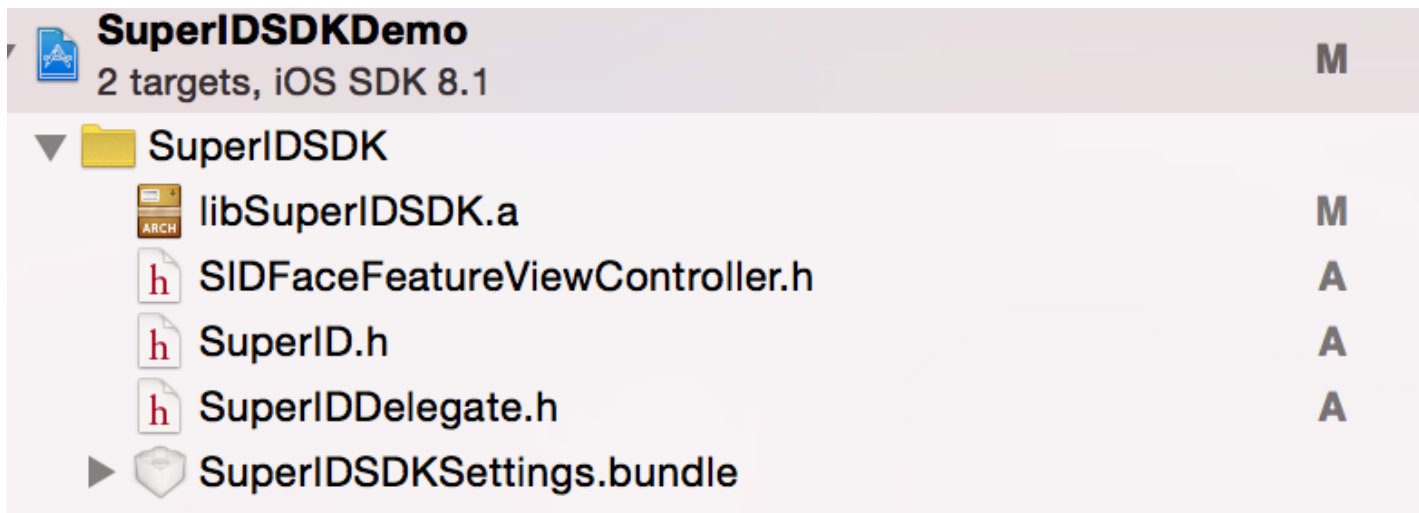 SuperIDSDKDemo
M
2 targets, iOS SDK 8.1
SuperIDSDK
ARCH
libSuperIDSDK.a M
h SIDFaceFeatureViewController.h A
h SuperID.h A
h SuperIDDelegate.h A
SuperIDSDKSettings.bundle